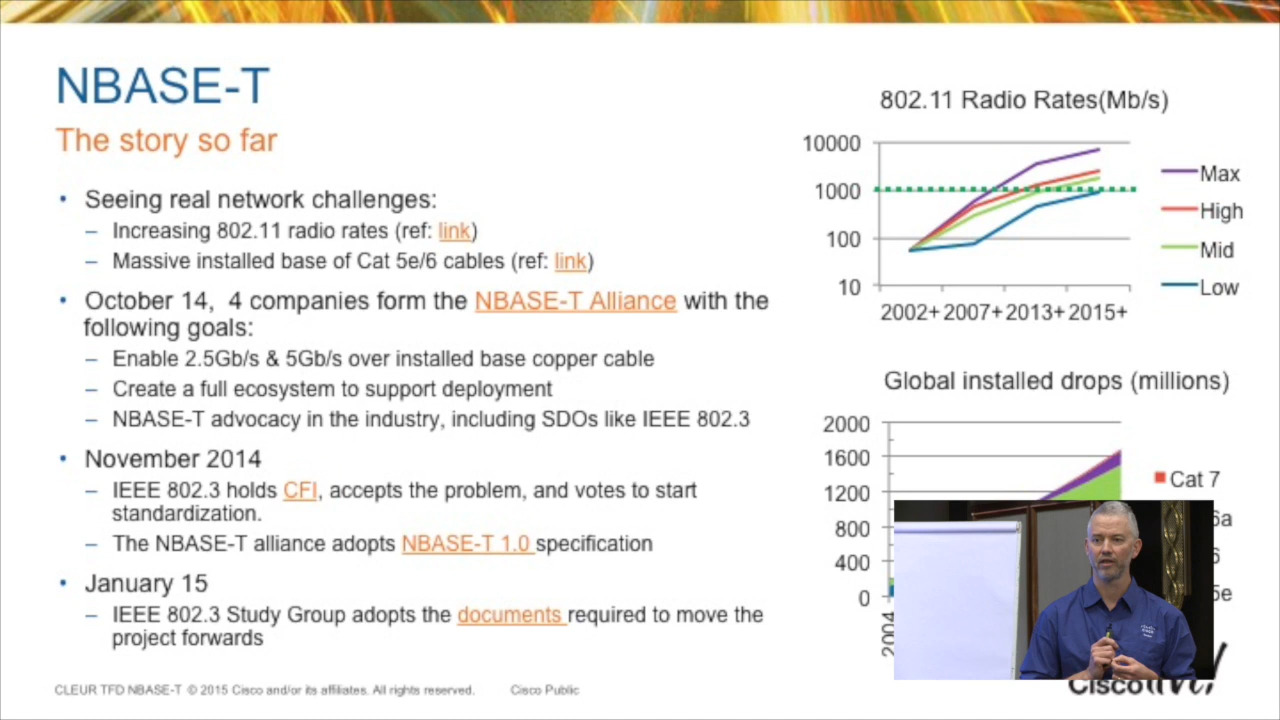 NBASE-T
The story so far
• Seeing real network challenges:
– Increasing 802.11 radio rates (ref: link)
– Massive installed base of Cat 5e/6 cables (ref: link)
• October 14, 4 companies form the NBASE-T Alliance with the
following goals:
– Enable 2.5Gb/s & 5Gb/s over installed base copper cable
– Create a full ecosystem to support deployment
– NBASE-T advocacy in the industry, including SDOs like IEEE 802.3
• November 2014
– IEEE 802.3 holds CFI, accepts the problem, and votes to start
standardization.
– The NBASE-T alliance adopts NBASE-T 1.0 specification
• January 15
– IEEE 802.3 Study Group adopts the documents required to move the
project forwards
802.11 Radio Rates(Mb/s)
10000
1000
100
10
2002+ 2007+ 2013+ 2015+
Max
High
Mid
Low
Global installed drops (millions)
2000
1600
1200
800
400
0
2004
Cat 7
6a
6
5e
CLEUR TFD NBASE-T © 2015 Cisco and/or its affiliates. All rights reserved. Cisco Public
Cisco live!